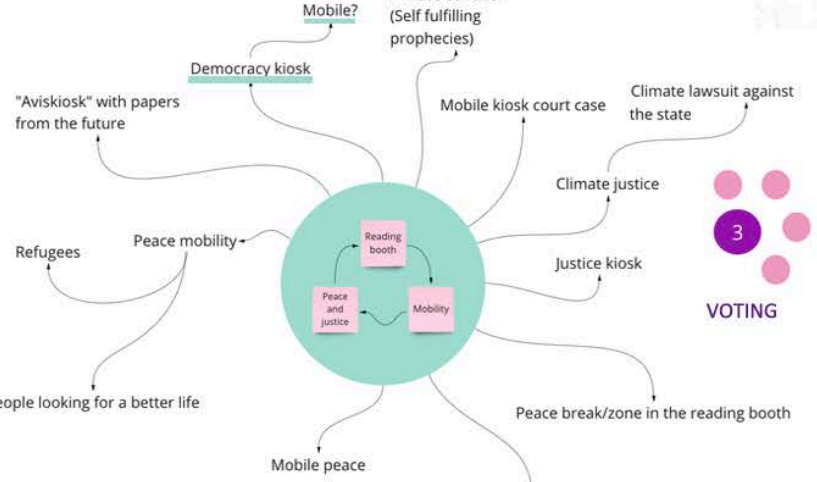 Mobile?
(Self fulfilling
prophecies)
Democracy kiosk
"Aviskiosk" with papers
from the future
Mobile kiosk court case
Climate lawsuit against
the state
Climate justice
Peace mobility
Refugees
Reading
booth
Peace
and
justice
Mobility
Justice kiosk
3
VOTING
eople looking for a better life
Peace break/zone in the reading booth
Mobile peace